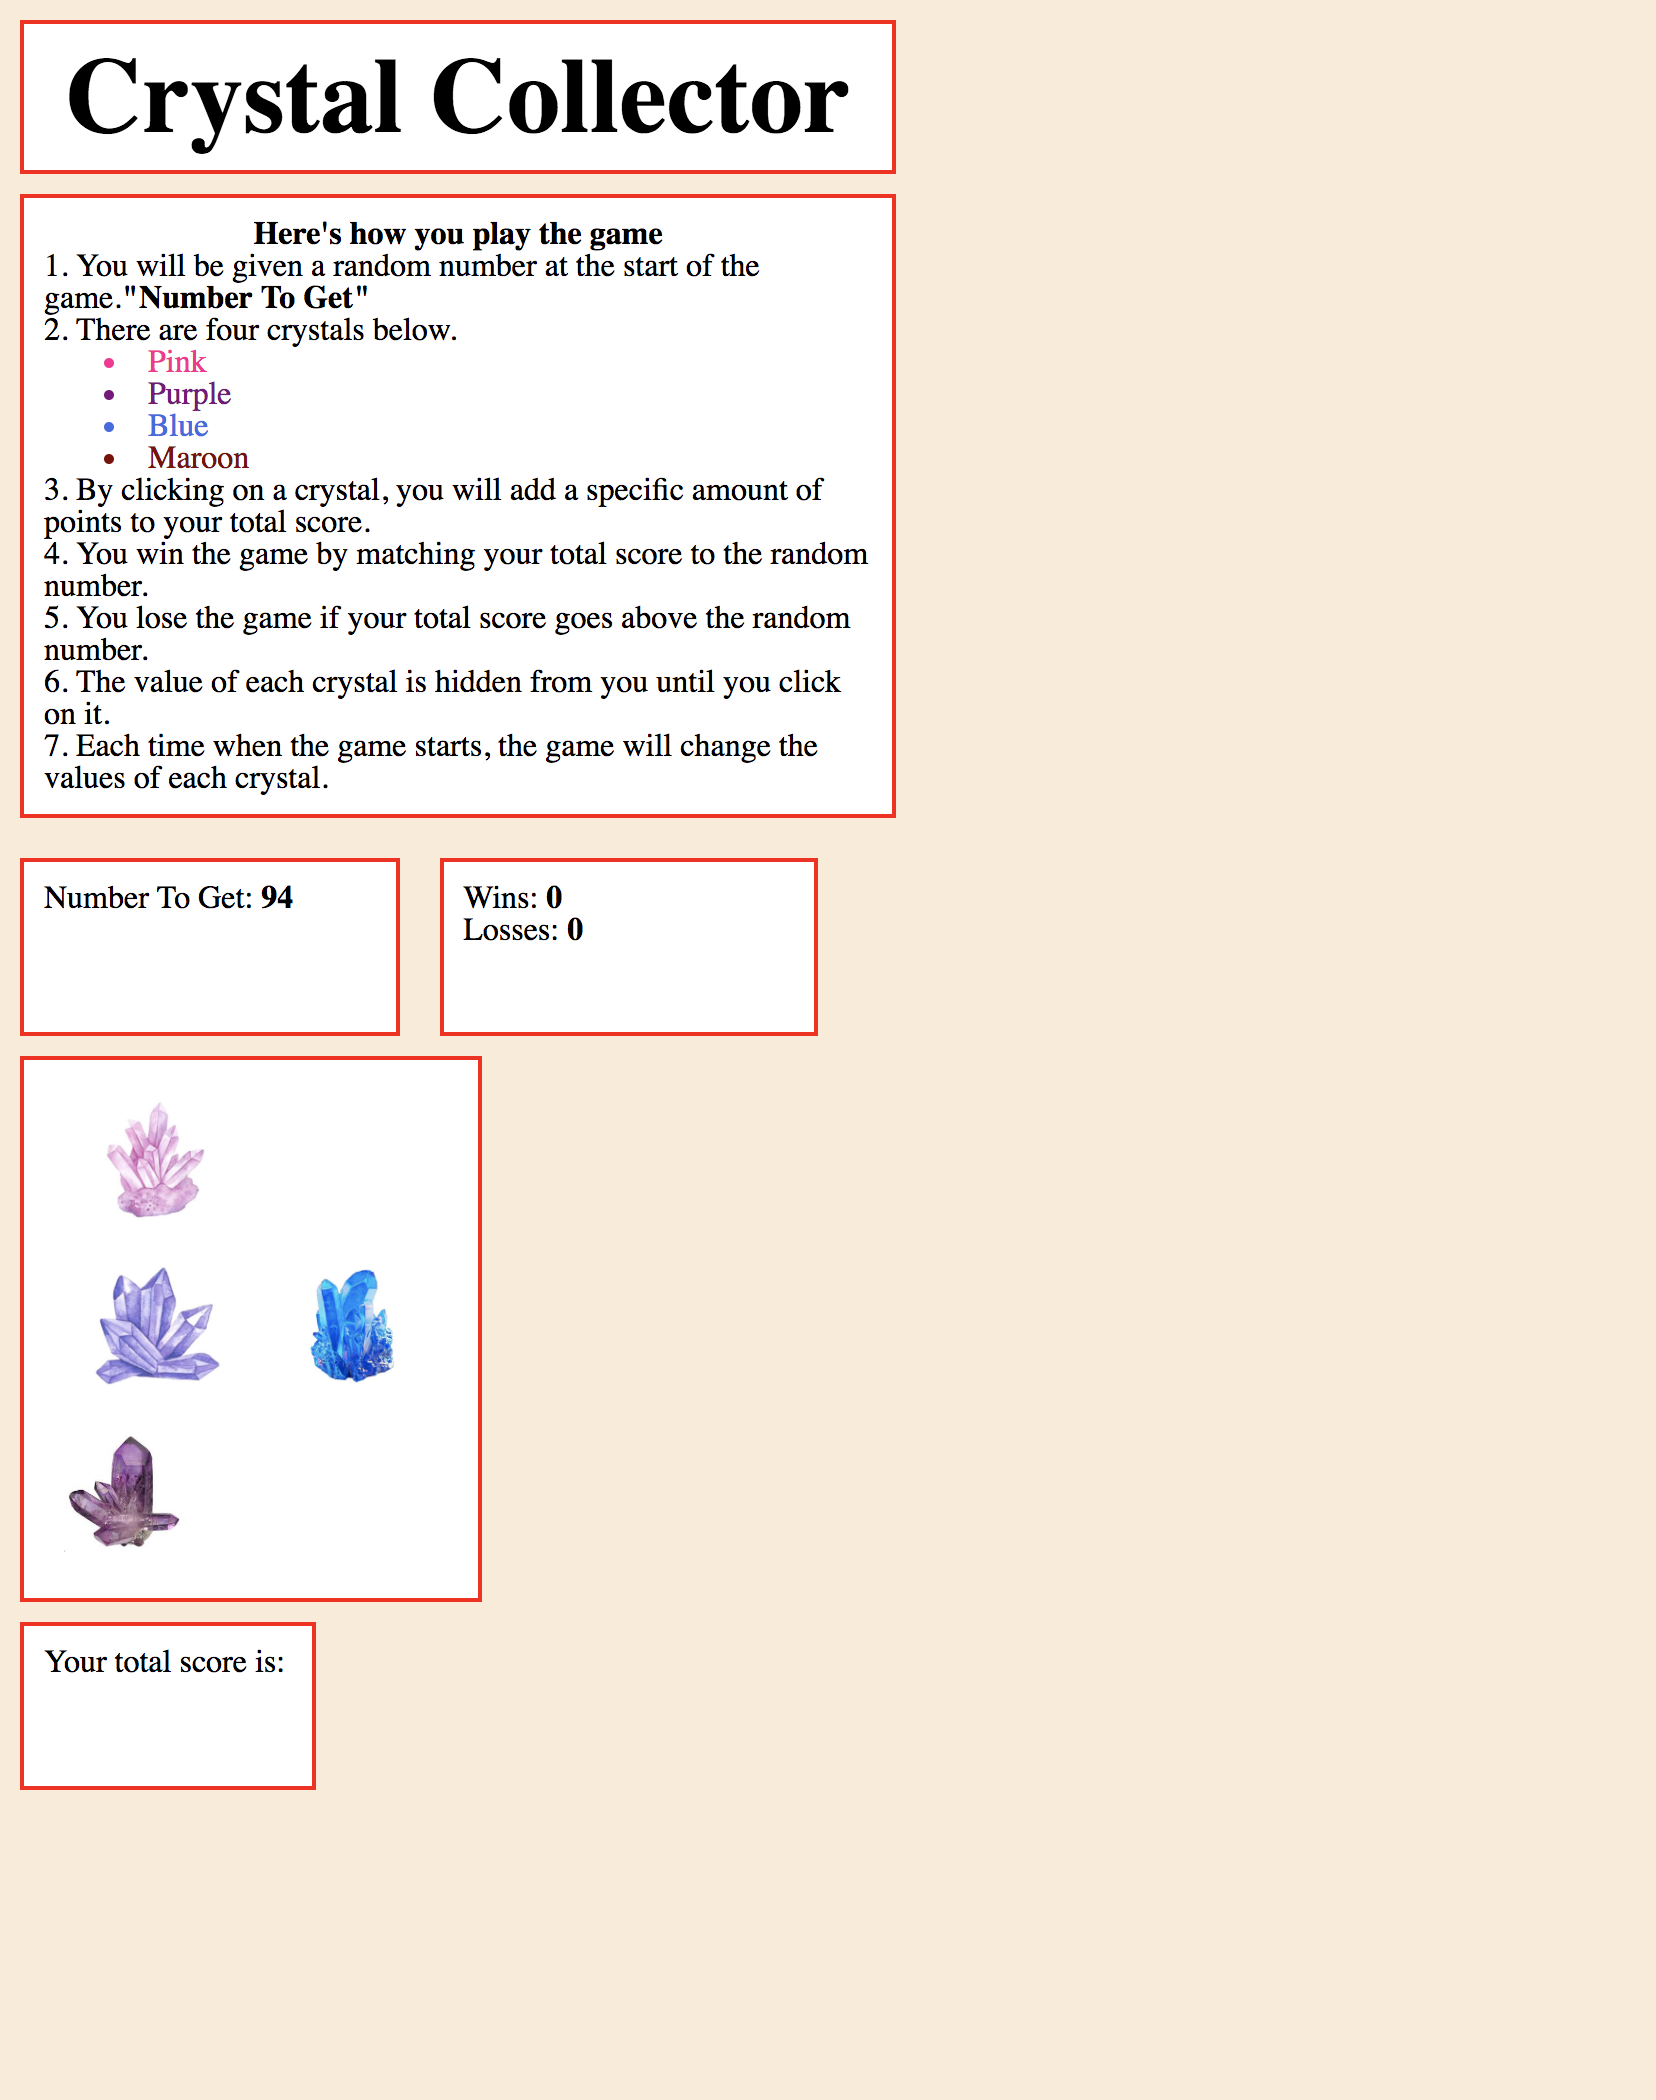 Crystal Collector
Here's how you play the game
1. You will be given a random number at the start of the
game."Number To Get"
2. There are four crystals below.
• Pink
• Purple
• Blue
• Maroon
3. By clicking on a crystal, you will add a specific amount of
points to your total score.
4. You win the game by matching your total score to the random
number.
5. You lose the game if your total score goes above the random
number.
6. The value of each crystal is hidden from you until you click
on it.
7. Each time when the game starts, the game will change the
values of each crystal.
Number To Get: 94
Wins: 0
Losses: 0
Your total score is: